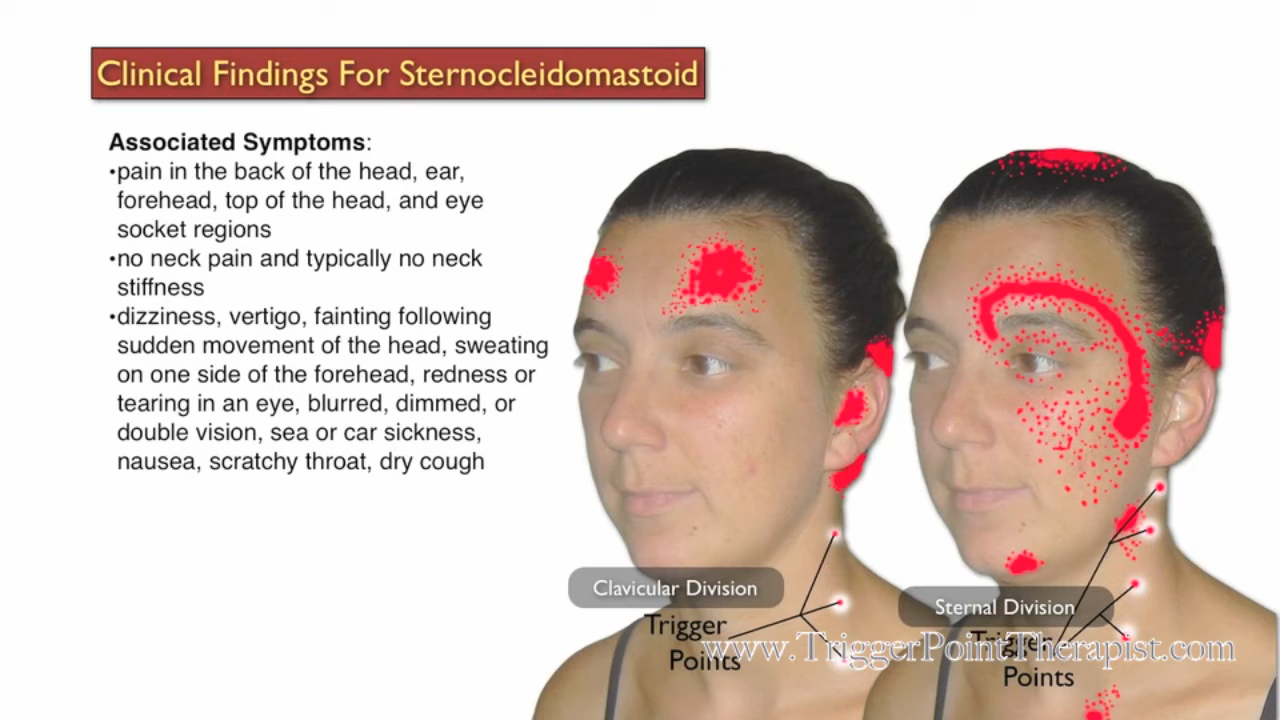 Clinical Findings For Sternocleidomastoid
Associated Symptoms:
•pain in the back of the head, ear,
forehead, top of the head, and eye
socket regions
•no neck pain and typically no neck
stiffness
•dizziness, vertigo, fainting following
sudden movement of the head, sweating
on one side of the forehead, redness or
tearing in an eye, blurred, dimmed, or
double vision, sea or car sickness,
nausea, scratchy throat, dry cough
Clavicular Division
Trigger
Points
Sternal Division
Trigger
Points
www.TriggerPointTherapist.com